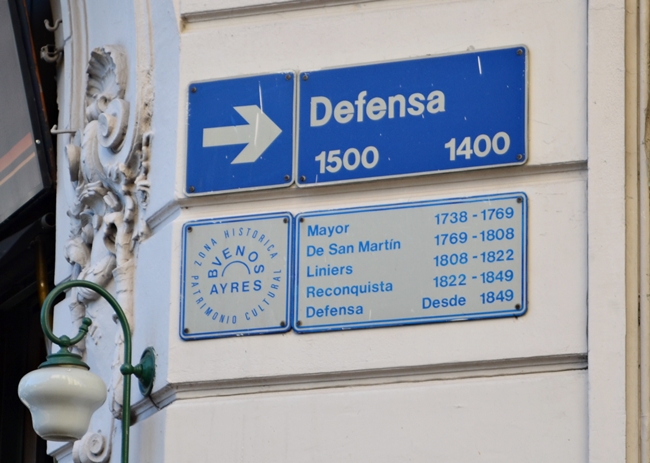 Defensa
1500 1400
ZONA HISTORICA
BVENOS
AYRES
PATRIMONIO CULTURAL
Mayor 1738 - 1769
De San Martín 1769 - 1808
Liniers 1808 - 1822
Reconquista 1822 - 1849
Defensa Desde 1849